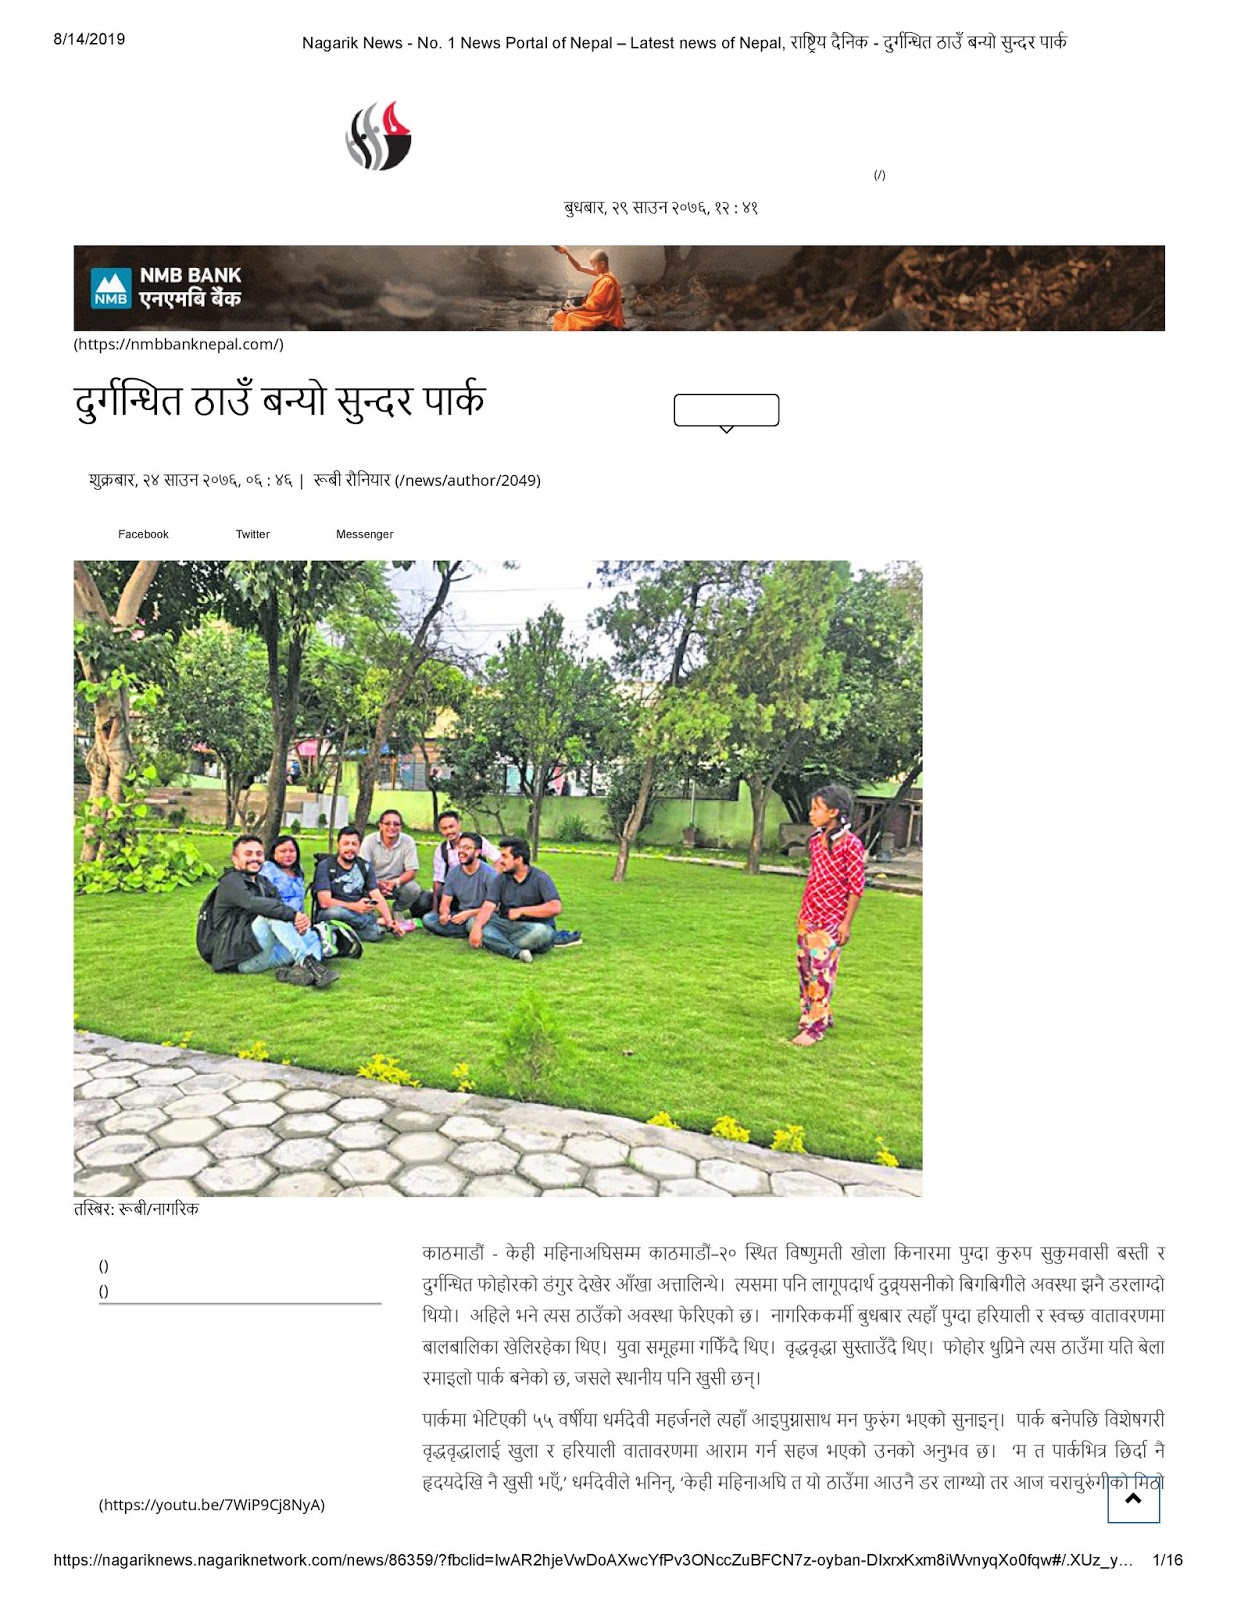 8/14/2019
Nagarik News - No. 1 News Portal of Nepal – Latest news of Nepal, राष्ट्रिय दैनिक - दुर्गन्धित ठाउँ बन्यो सुन्दर पार्क
(/)
बुधबार, २९ साउन २०७६, १२ : ४१
NMB BANK
NMB
एनएमबि बैंक
(https://nmbbanknepal.com/)
दुर्गन्धित ठाउँ बन्यो सुन्दर पार्क
शुक्रबार, २४ साउन २०७६, ०६ : ४६ | रूबी रौनियार (/news/author/2049)
Facebook Twitter Messenger
तस्बिर: रूबी/नागरिक
()
()
(https://youtu.be/7WiP9Cj8NyA)
काठमाडौं - केही महिनाअघिसम्म काठमाडौं–२० स्थित विष्णुमती खोला किनारमा पुग्दा कुरुप सुकुमवासी बस्ती र
दुर्गन्धित फोहोरको डंगुर देखेर आँखा अत्तालिन्थे। त्यसमा पनि लागूपदार्थ दुव्र्यसनीको बिगबिगीले अवस्था झनै डरलाग्दो
थियो। अहिले भने त्यस ठाउँको अवस्था फेरिएको छ। नागरिककर्मी बुधबार त्यहाँ पुग्दा हरियाली र स्वच्छ वातावरणमा
बालबालिका खेलिरहेका थिए। युवा समूहमा गफिँदै थिए। वृद्धवृद्धा सुस्ताउँदै थिए। फोहोर थुप्रिने त्यस ठाउँमा यति बेला
रमाइलो पार्क बनेको छ, जसले स्थानीय पनि खुसी छन्।
पार्कमा भेटिएकी ५५ वर्षीया धर्मदेवी महर्जनले त्यहाँ आइपुग्नासाथ मन फुरुंग भएको सुनाइन्। पार्क बनेपछि विशेषगरी
वृद्धवृद्धालाई खुला र हरियाली वातावरणमा आराम गर्न सहज भएको उनको अनुभव छ। ‘म त पार्कभित्र छिर्दा नै
हृदयदेखि नै खुसी भएँ,’ धर्मदेवीले भनिन्, ‘केही महिनाअघि त यो ठाउँमा आउनै डर लाग्थ्यो तर आज चराचुरुंगीको मिठो
https://nagariknews.nagariknetwork.com/news/86359/?fbclid=IwAR2hjeVwDoAXwcYfPv3ONccZuBFCN7z-oyban-DIxrxKxm8iWvnyqXo0fqw#/.XUz_y… 1/16